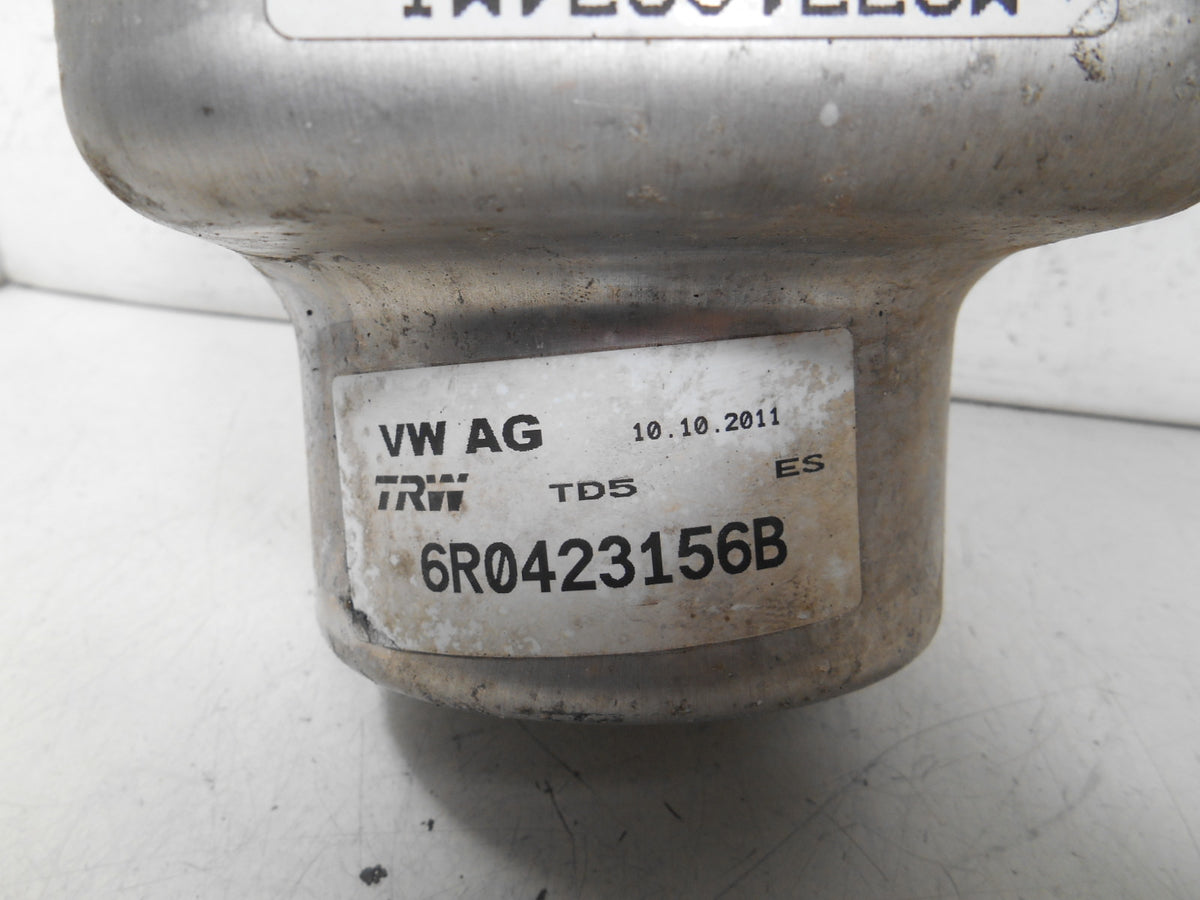 VW AG 10.10.2011
TRW TD5 ES
6R0423156B